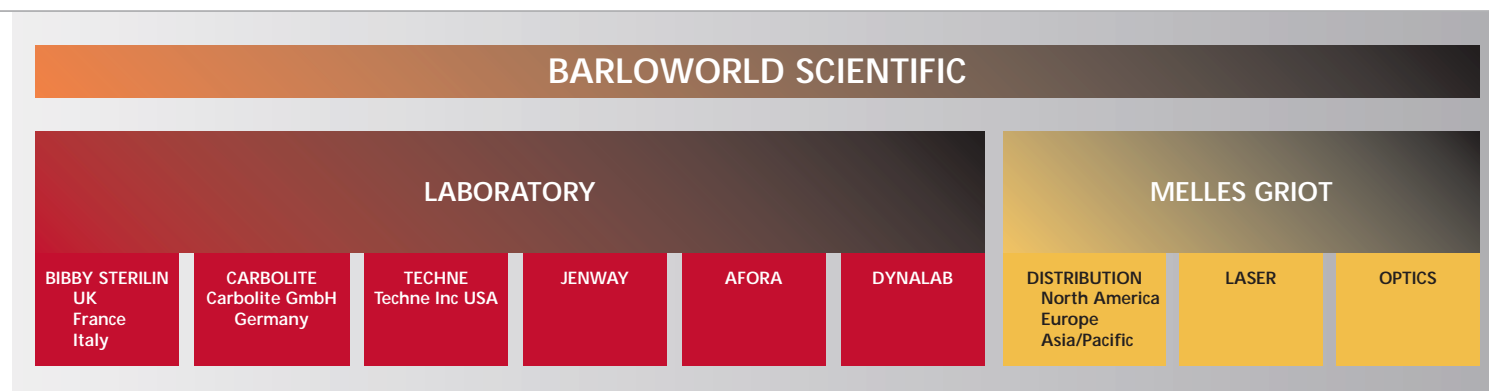 BARLOWORLD SCIENTIFIC
LABORATORY
MELLES GRIOT
BIBBY STERILIN
UK
France
Italy
CARBOLITE
Carbolite GmbH
Germany
TECHNE
Techne Inc USA
JENWAY
AFORA
DYNALAB
DISTRIBUTION
North America
Europe
Asia/Pacific
LASER
OPTICS